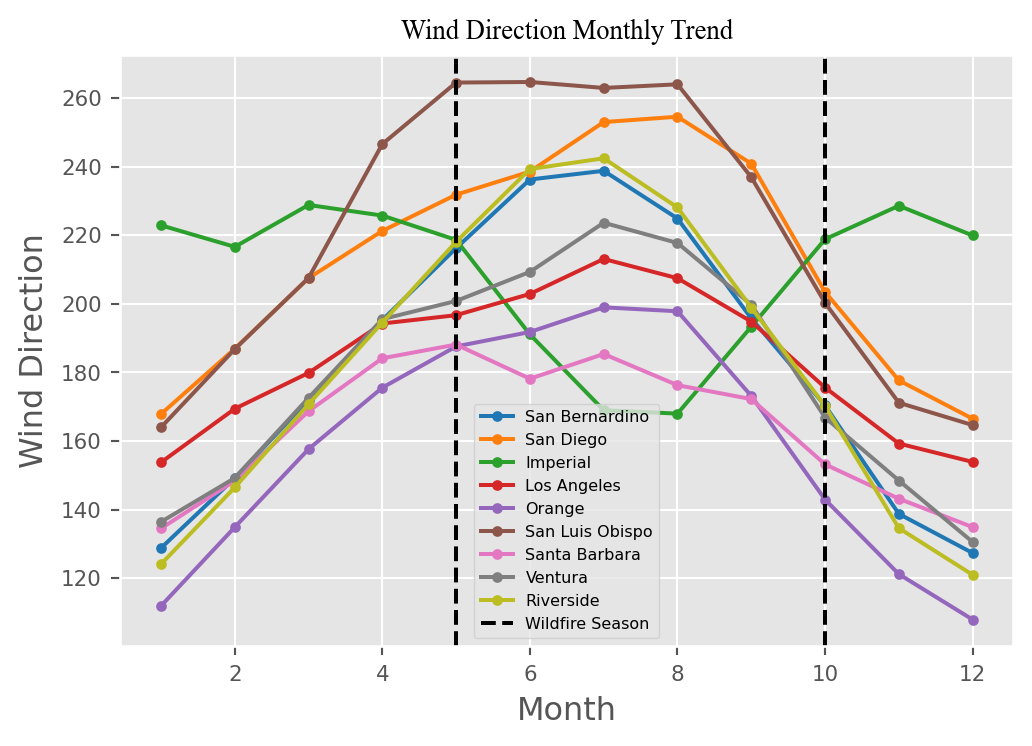 Wind Direction Monthly Trend
260
240
220
200
180
160
140
120
Wind Direction
San Bernardino
San Diego
Imperial
Los Angeles
Orange
San Luis Obispo
Santa Barbara
Ventura
Riverside
Wildfire Season
2 4 6 8 10 12
Month